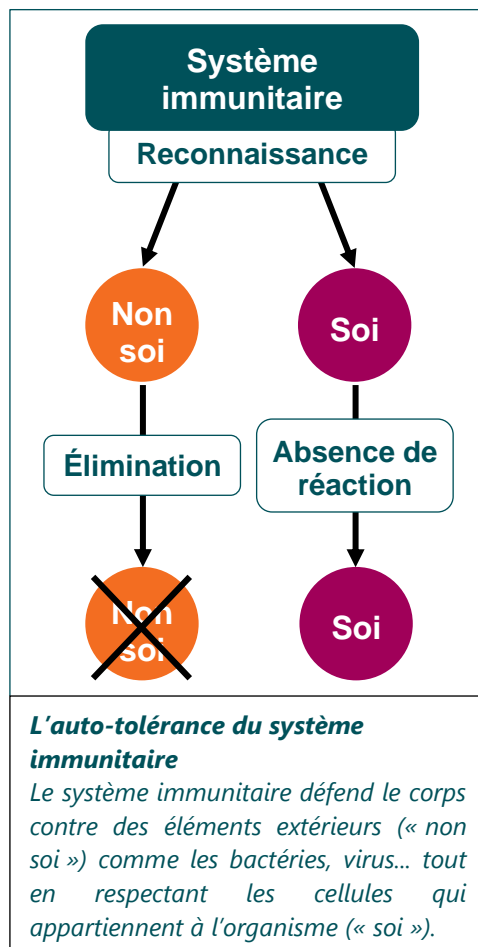 Système
immunitaire
Reconnaissance
Non
soi
Soi
Élimination
Absence de
réaction
Non
soi
Soi
L’auto-tolérance du système
immunitaire
Le système immunitaire défend le corps
contre des éléments extérieurs (« non
soi ») comme les bactéries, virus... tout
en respectant les cellules qui
appartiennent à l’organisme (« soi »).